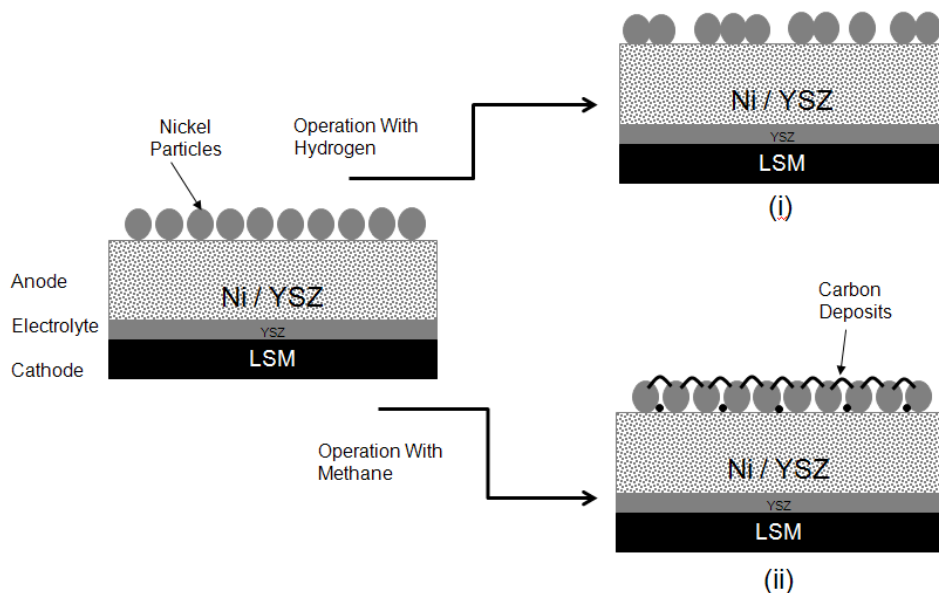 Ni / YSZ
YSZ
LSM
(i)
Operation With
Hydrogen
Nickel
Particles
Anode
Electrolyte
Cathode
Ni / YSZ
YSZ
LSM
Operation With
Methane
Carbon
Deposits
Ni / YSZ
YSZ
LSM
(ii)